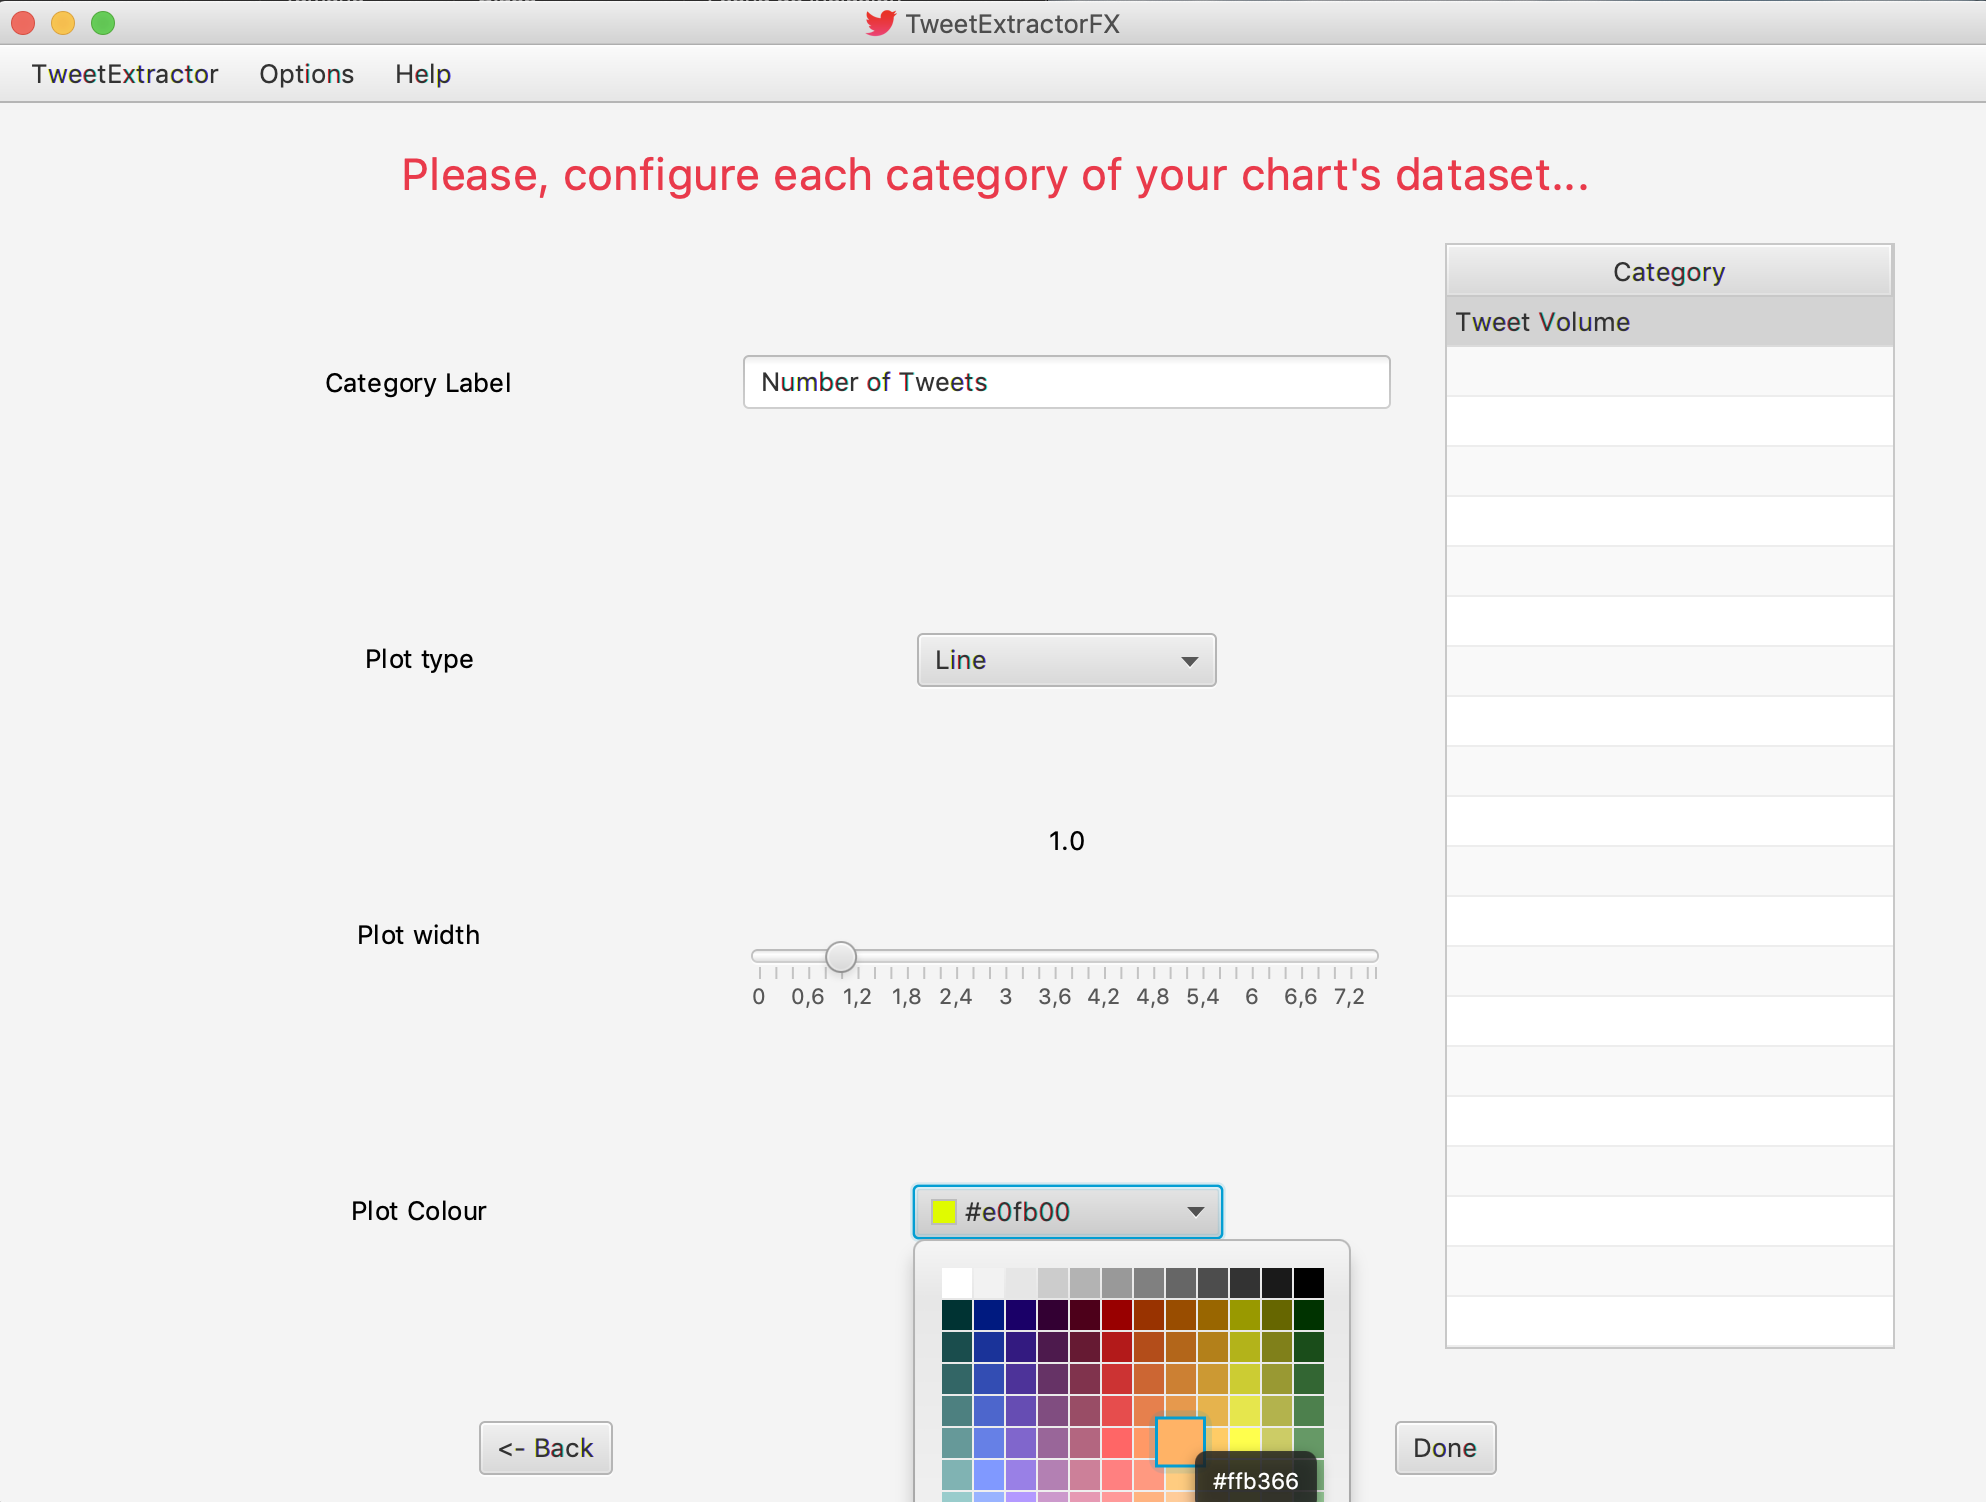 TweetExtractorFX
TweetExtractor Options Help
Please, configure each category of your chart's dataset...
Category
Tweet Volume
Category Label
Number of Tweets
Plot type
Line
1.0
Plot width
0 0,6 1,2 1,8 2,4 3 3,6 4,2 4,8 5,4 6 6,6 7,2
Plot Colour
#e0fb00
<- Back
Done
#ffb366